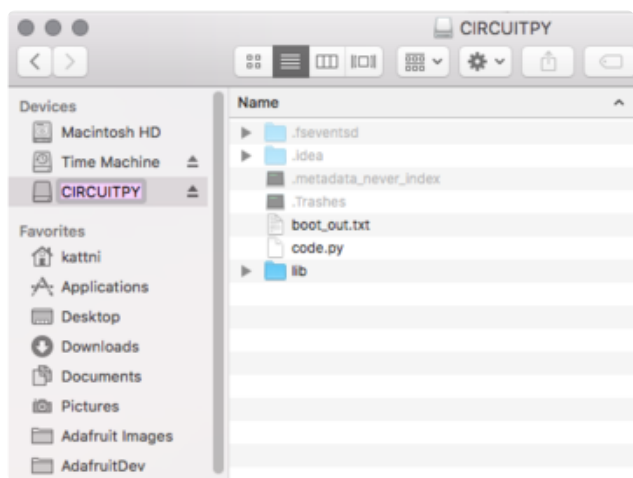 CIRCUITPY
Devices
Macintosh HD
Time Machine
CIRCUITPY
Favorites
kattni
Applications
Desktop
Downloads
Documents
Pictures
Adafruit Images
AdafruitDev
Name
.fseventsd
.idea
.metadata_never_index
.Trashes
boot_out.txt
code.py
lib